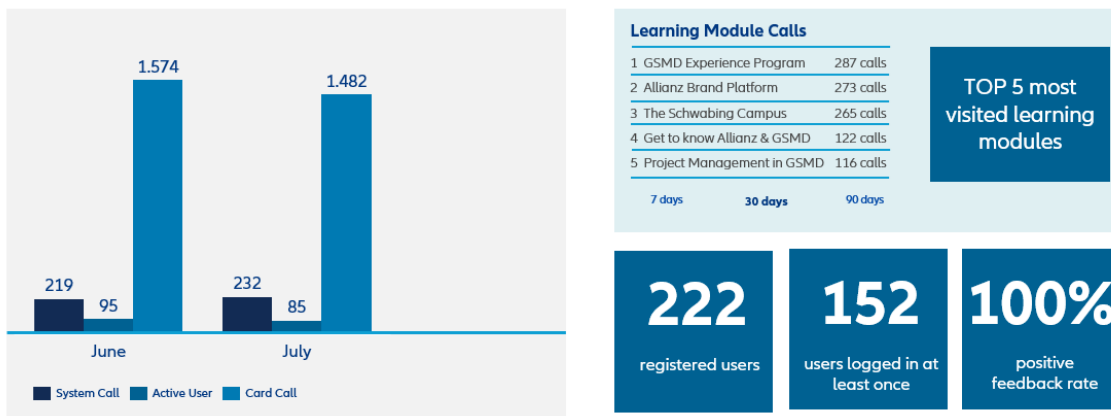 1.574
1.482
219
95
232
85
June
July
System Call
Active User
Card Call
Learning Module Calls
1 GSMD Experience Program 287 calls
2 Allianz Brand Platform 273 calls
3 The Schwabing Campus 265 calls
4 Get to know Allianz & GSMD 122 calls
5 Project Management in GSMD 116 calls
7 days 30 days 90 days
TOP 5 most
visited learning
modules
222
registered users
152
users logged in at
least once
100%
positive
feedback rate